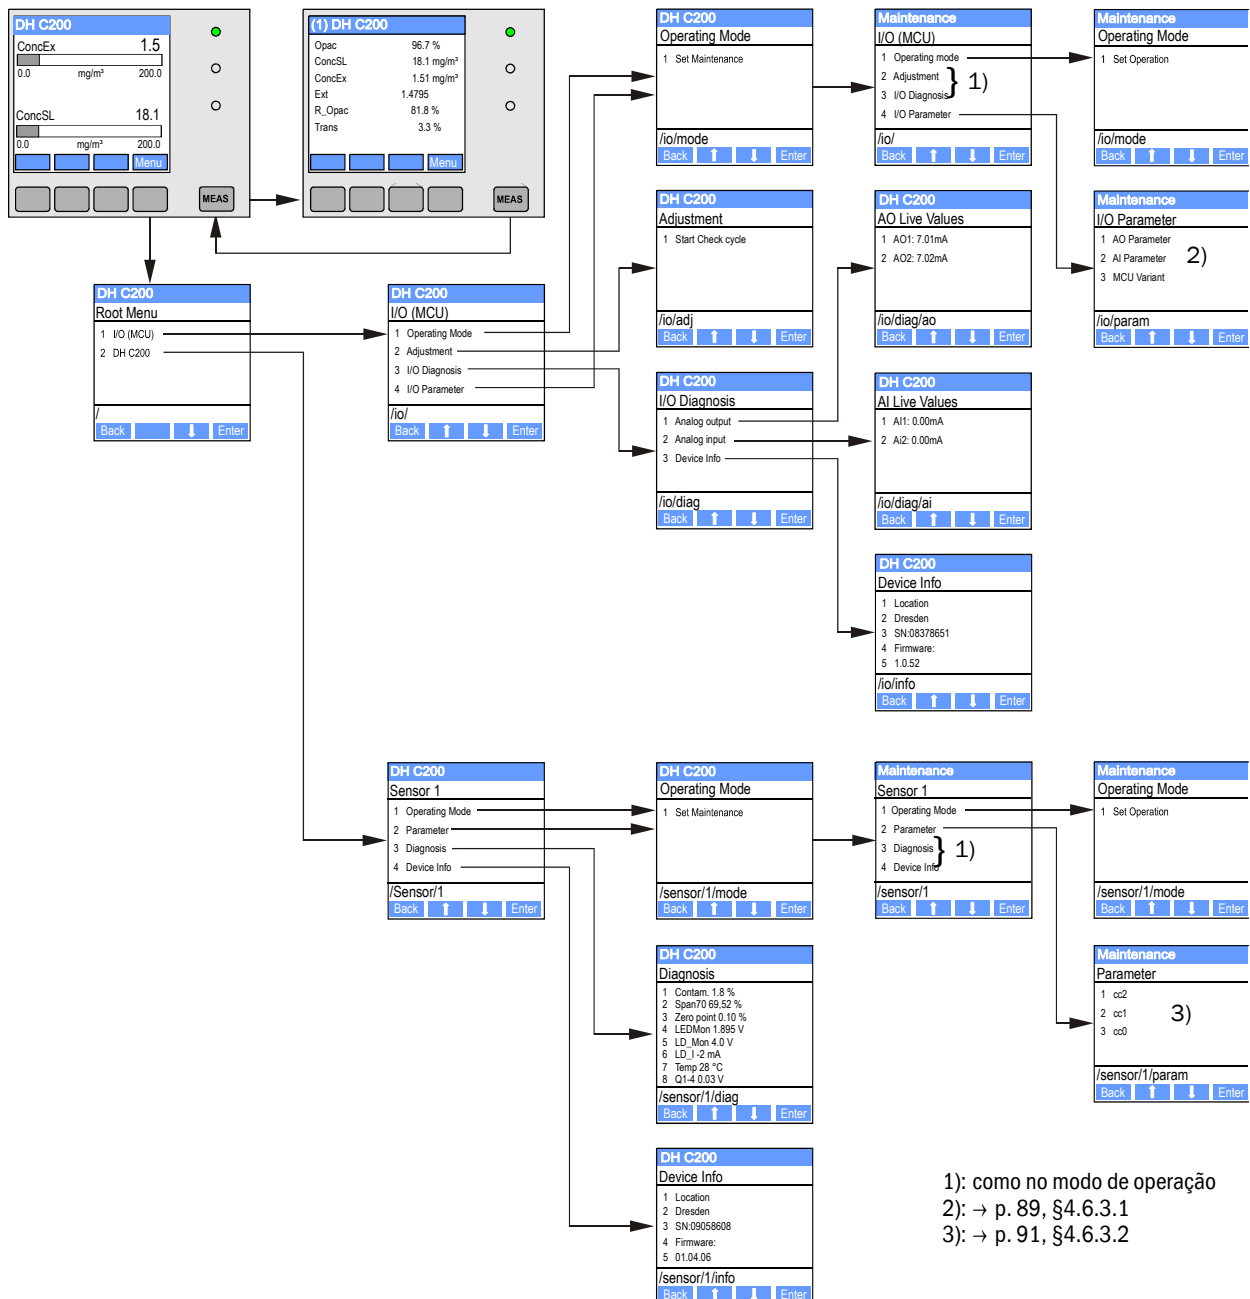 DH C200
ConcEx 1.5
0.0 mg/m³ 200.0
ConcSL 18.1
0.0 mg/m³ 200.0
Menu
MEAS
(1) DH C200
Opac 96.7 %
ConcSL 18.1 mg/m³
ConcEx 1.51 mg/m³
Ext 1.4795
R_Opac 81.8 %
Trans 3.3 %
Menu
MEAS
DH C200
Operating Mode
1 Set Maintenance
/io/mode
Back Enter
Maintenance
I/O (MCU)
1 Operating mode
2 Adjustment
3 I/O Diagnosis
1)
4 I/O Parameter
/io/
Back Enter
Maintenance
Operating Mode
1 Set Operation
/io/mode
Back Enter
DH C200
Adjustment
1 Start Check cycle
/io/adj
Back Enter
DH C200
AO Live Values
1 AO1: 7.01mA
2 AO2: 7.02mA
/io/diag/ao
Back Enter
Maintenance
I/O Parameter
1 AO Parameter
2 AI Parameter
3 MCU Variant
2)
/io/param
Back Enter
DH C200
Root Menu
1 I/O (MCU)
2 DH C200
/
Back Enter
DH C200
I/O (MCU)
1 Operating Mode
2 Adjustment
3 I/O Diagnosis
4 I/O Parameter
/io/
Back Enter
DH C200
I/O Diagnosis
1 Analog output
2 Analog input
3 Device Info
/io/diag
Back Enter
DH C200
AI Live Values
1 AI1: 0.00mA
2 Ai2: 0.00mA
/io/diag/ai
Back Enter
DH C200
Device Info
1 Location
2 Dresden
3 SN:08378651
4 Firmware:
5 1.0.52
/io/info
Back Enter
DH C200
Sensor 1
1 Operating Mode
2 Parameter
3 Diagnosis
4 Device Info
/Sensor/1
Back Enter
DH C200
Operating Mode
1 Set Maintenance
/sensor/1/mode
Back Enter
Maintenance
Sensor 1
1 Operating Mode
2 Parameter
3 Diagnosis
4 Device Info
1)
/sensor/1
Back Enter
Maintenance
Operating Mode
1 Set Operation
/sensor/1/mode
Back Enter
DH C200
Diagnosis
1 Contam. 1.8 %
2 Span70 69,52 %
3 Zero point 0.10 %
4 LEDMon 1.895 V
5 LD_Mon 4.0 V
6 LD_I -2 mA
7 Temp 28 °C
8 Q1-4 0.03 V
/sensor/1/diag
Back Enter
Maintenance
Parameter
1 cc2
2 cc1
3 cc0
3)
/sensor/1/param
Back Enter
DH C200
Device Info
1 Location
2 Dresden
3 SN:09058608
4 Firmware:
5 01.04.06
/sensor/1/info
Back Enter
1): como no modo de operação
2): → p. 89, §4.6.3.1
3): → p. 91, §4.6.3.2